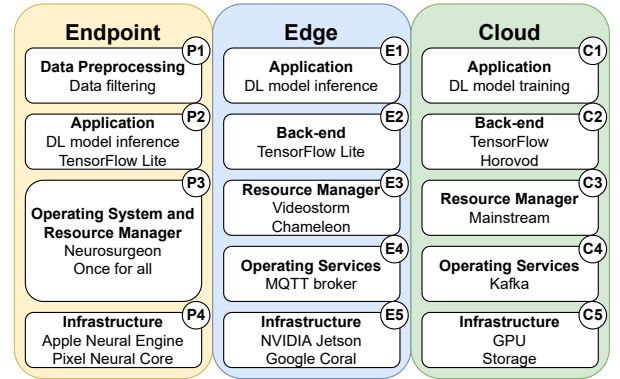 Endpoint
P1
Data Preprocessing
Data filtering
P2
Application
DL model inference
TensorFlow Lite
P3
Operating System and
Resource Manager
Neurosurgeon
Once for all
P4
Infrastructure
Apple Neural Engine
Pixel Neural Core
Edge
E1
Application
DL model inference
E2
Back-end
TensorFlow Lite
E3
Resource Manager
Videostorm
Chameleon
E4
Operating Services
MQTT broker
E5
Infrastructure
NVIDIA Jetson
Google Coral
Cloud
C1
Application
DL model training
C2
Back-end
TensorFlow
Horovod
C3
Resource Manager
Mainstream
C4
Operating Services
Kafka
C5
Infrastructure
GPU
Storage